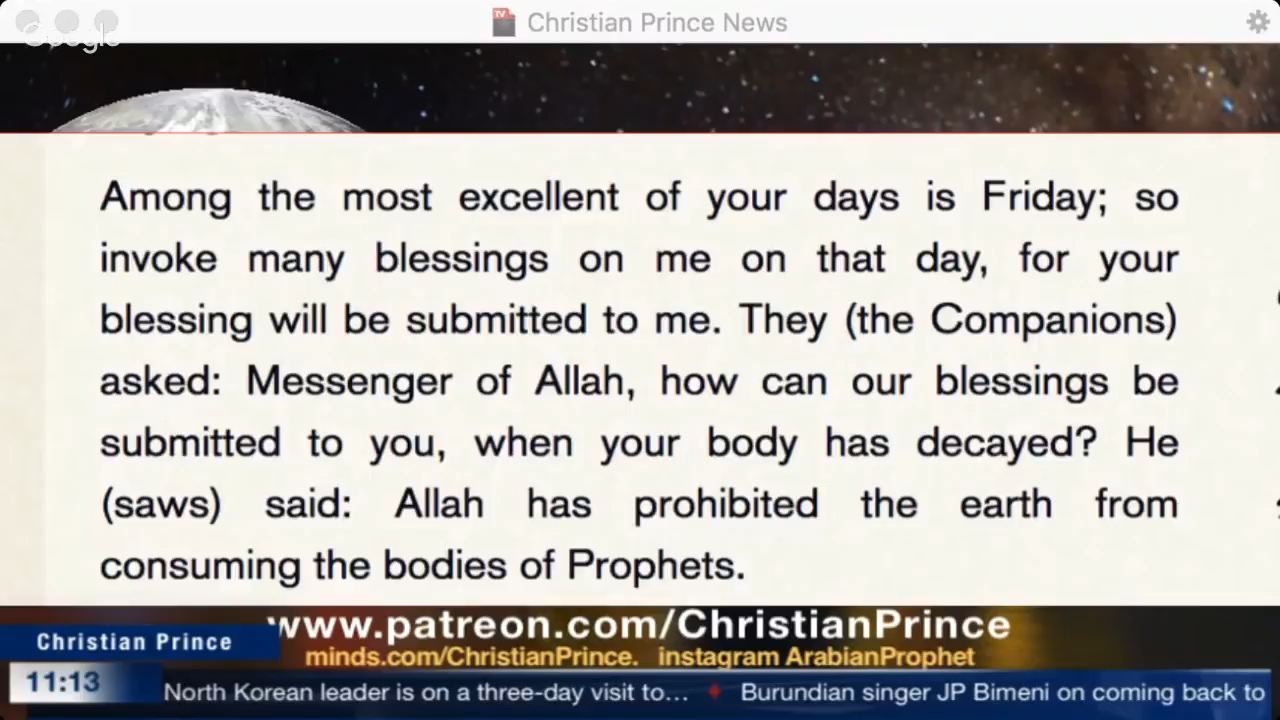 Christian Prince News
Google
Among the most excellent of your days is Friday; so
invoke many blessings on me on that day, for your
blessing will be submitted to me. They (the Companions)
asked: Messenger of Allah, how can our blessings be
submitted to you, when your body has decayed? He
(saws) said: Allah has prohibited the earth from
consuming the bodies of Prophets.
www.patreon.com/ChristianPrince
Christian Prince
minds.com/ChristianPrince. instagram ArabianProphet
11:13
North Korean leader is on a three-day visit to... Burundian singer JP Bimeni on coming back to